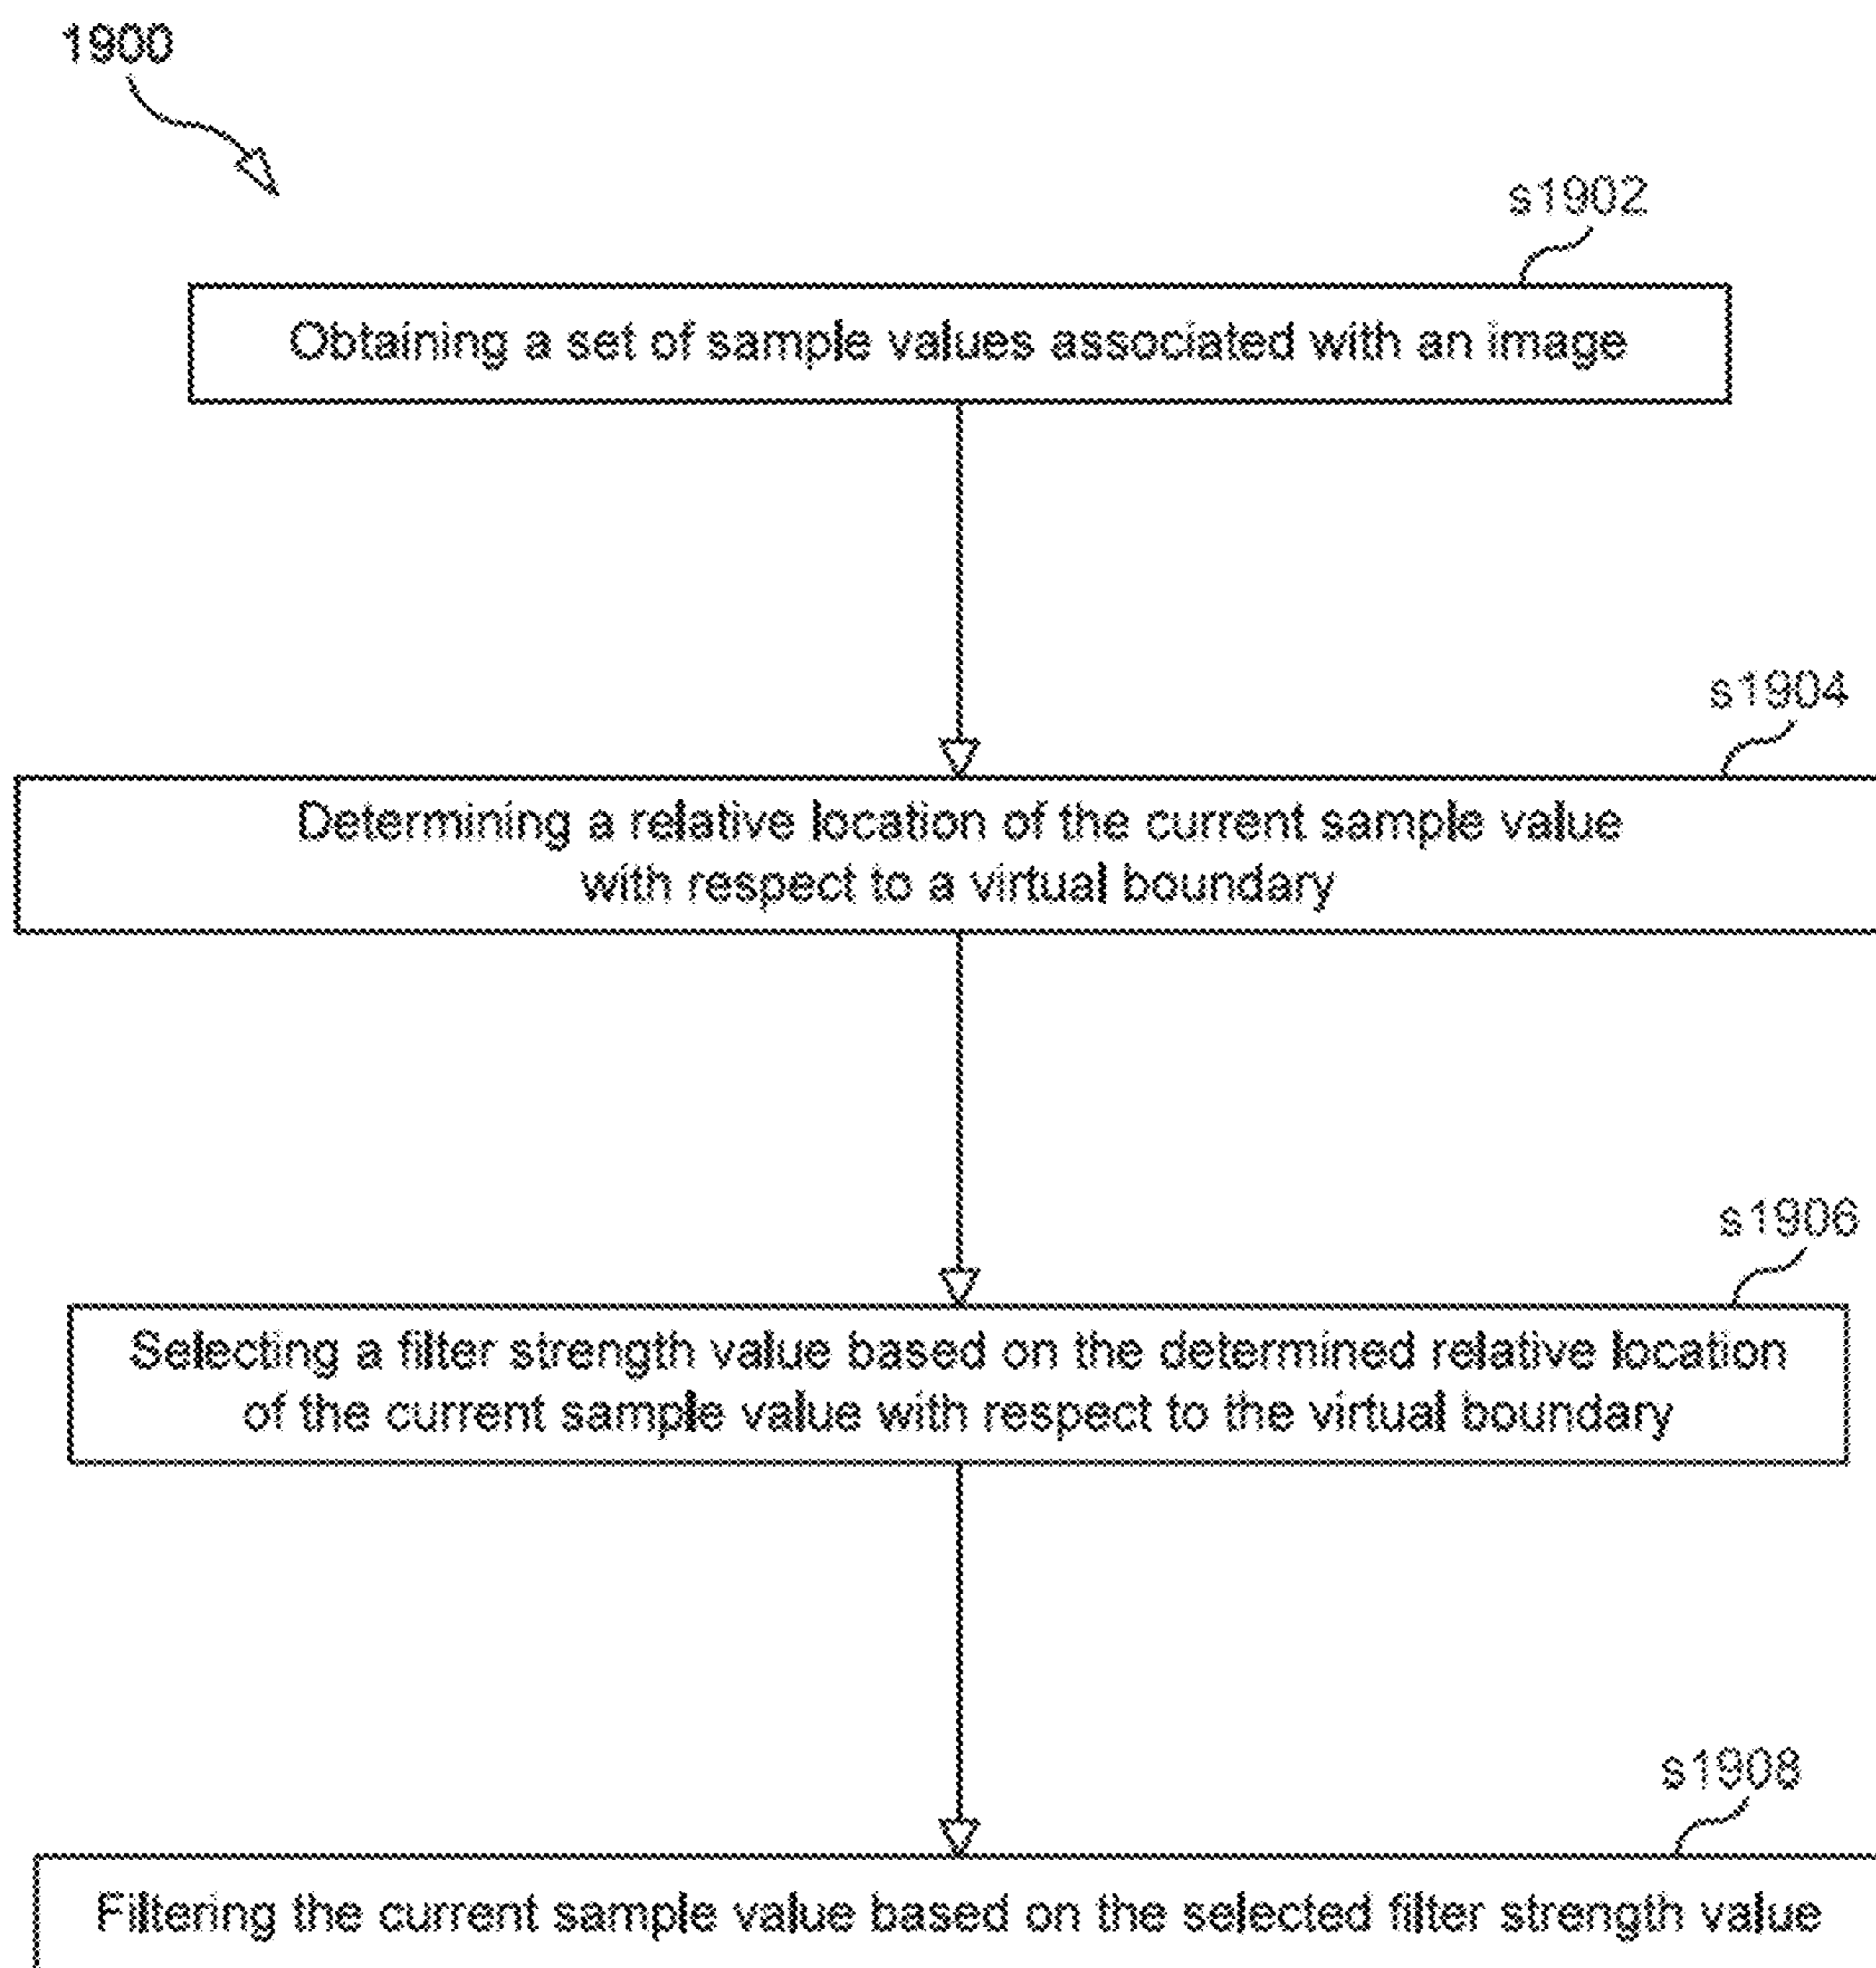 1900
s1902
Obtaining a set of sample values associated with an image
s1904
Determining a relative location of the current sample value
with respect to a virtual boundary
s1906
Selecting a filter strength value based on the determined relative location
of the current sample value with respect to the virtual boundary
s1908
Filtering the current sample value based on the selected filter strength value